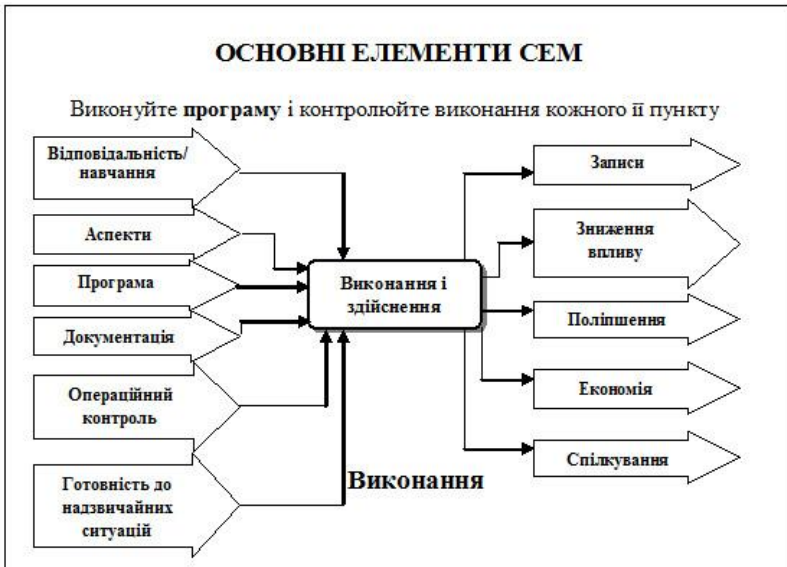 ОСНОВНІ ЕЛЕМЕНТИ СЕМ
Виконуйте програму і контролюйте виконання кожного її пункту
Відповідальність/
навчання
Аспекти
Програма
Документація
Операційний
контроль
Готовність до
надзвичайних
ситуацій
Виконання і
здійснення
Виконання
Записи
Зниження
впливу
Поліпшення
Економія
Спілкування